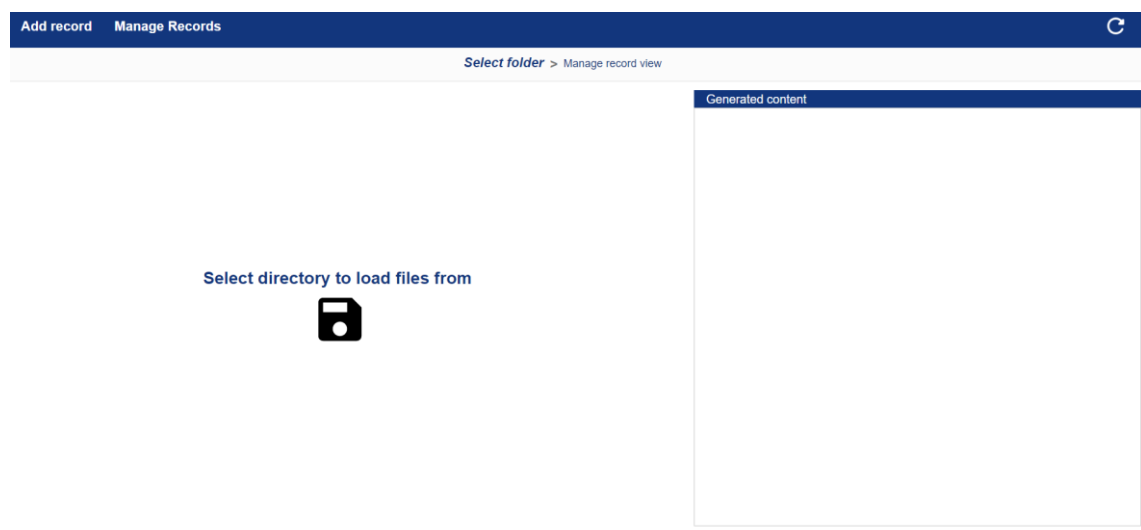 Add record Manage Records
Select folder > Manage record view
Generated content
Select directory to load files from